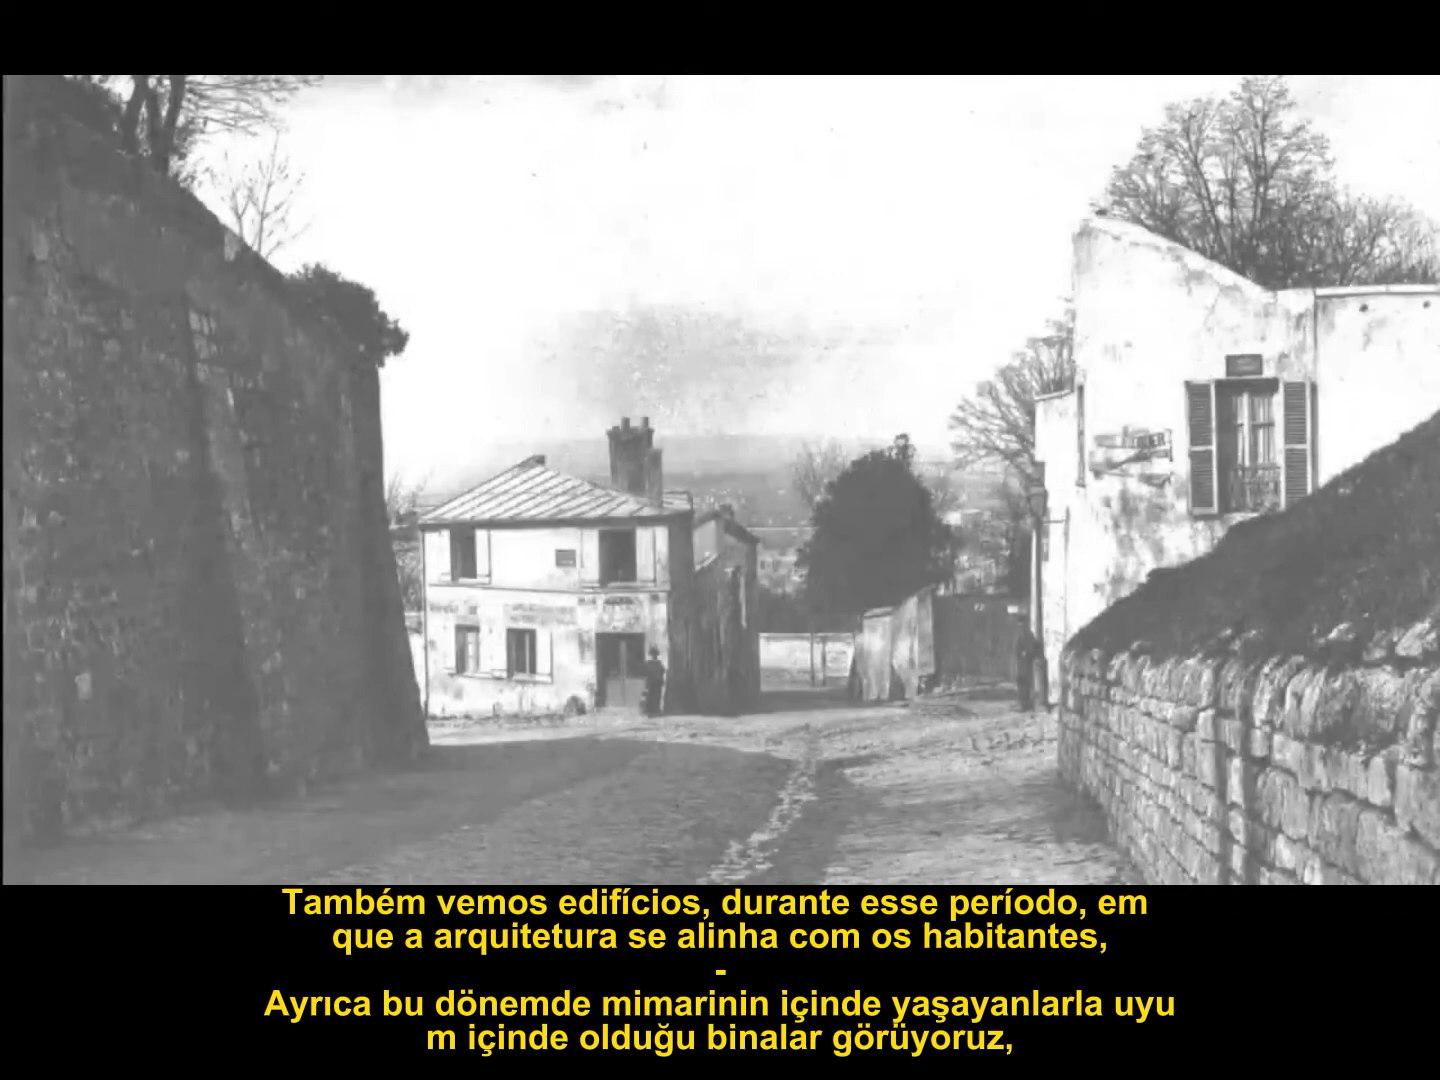 Também vemos edifícios, durante esse período, em
que a arquitetura se alinha com os habitantes,
-
Ayrıca bu dönemde mimarinin içinde yaşayanlarla uyu
m içinde olduğu binalar görüyoruz,